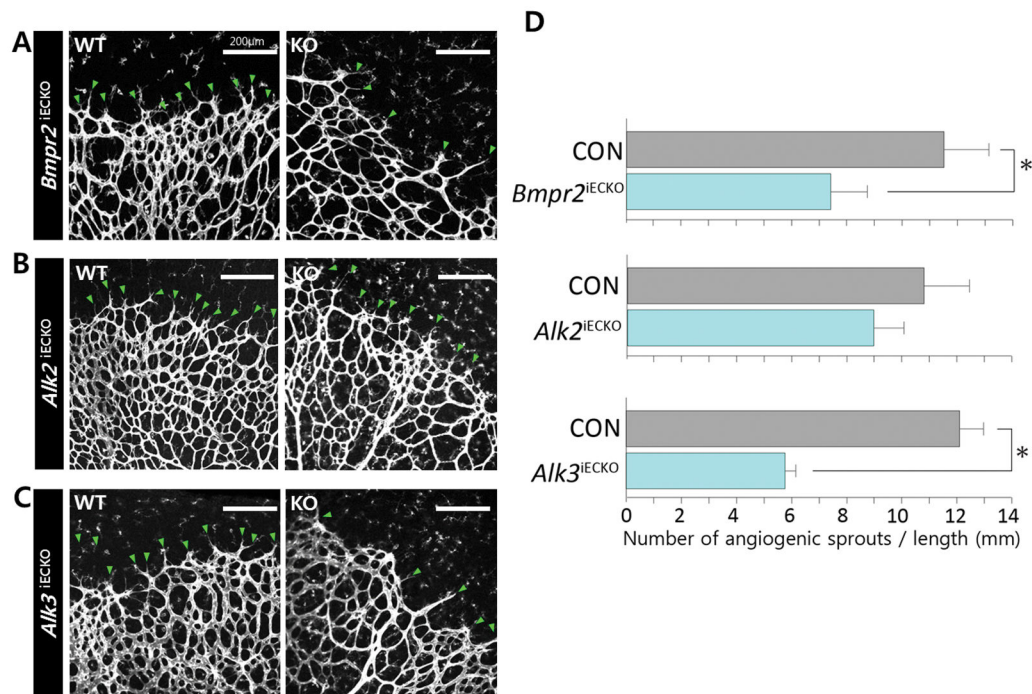 A
Bmpr2 iECKO
WT
200μm
KO
B
Alk2 iECKO
WT
KO
C
Alk3 iECKO
WT
KO
D
CON
*
Bmpr2iECKO
CON
Alk2iECKO
CON
*
Alk3iECKO
0 2 4 6 8 10 12 14
Number of angiogenic sprouts / length (mm)